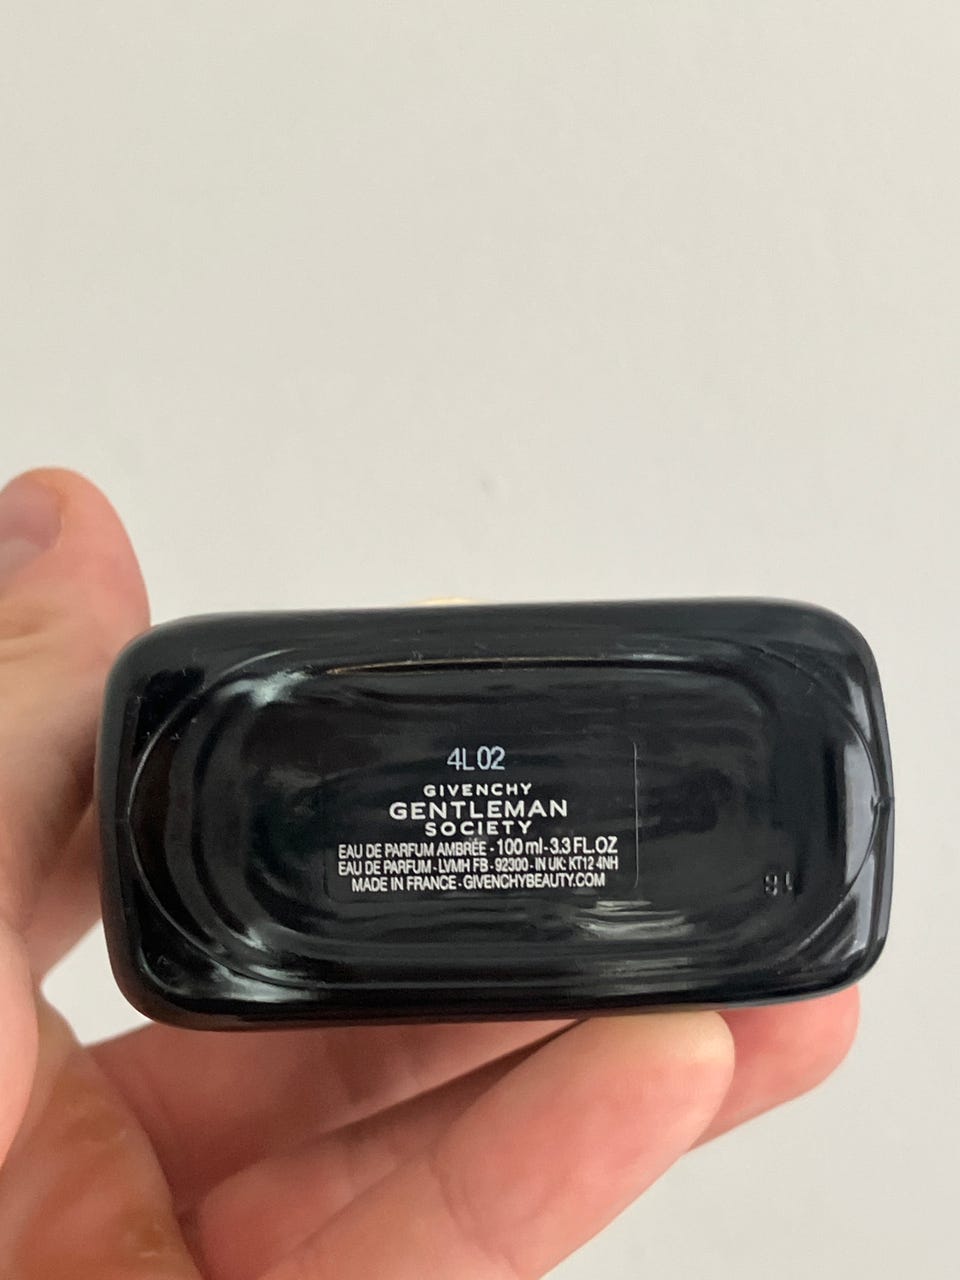 4L02
GIVENCHY
GENTLEMAN
SOCIETY
EAU DE PARFUM AMBRÉE - 100 ml - 3.3 FL.OZ
EAU DE PARFUM - LVMH FB - 92300 - IN UK: KT12 4NH
MADE IN FRANCE - GIVENCHYBEAUTY.COM